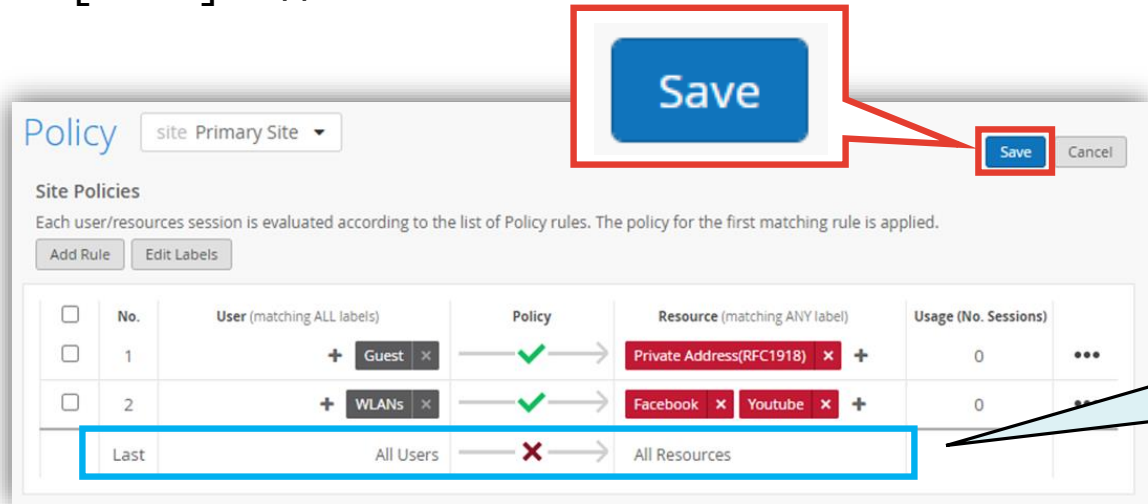 Save
Policy site Primary Site
Save Cancel
Site Policies
Each user/resources session is evaluated according to the list of Policy rules. The policy for the first matching rule is applied.
Add Rule Edit Labels
No. User (matching ALL labels) Policy Resource (matching ANY label) Usage (No. Sessions)
1 + Guest × Private Address(RFC1918) × + 0 •••
2 + WLANs × Facebook × Youtube × + 0
Last All Users All Resources